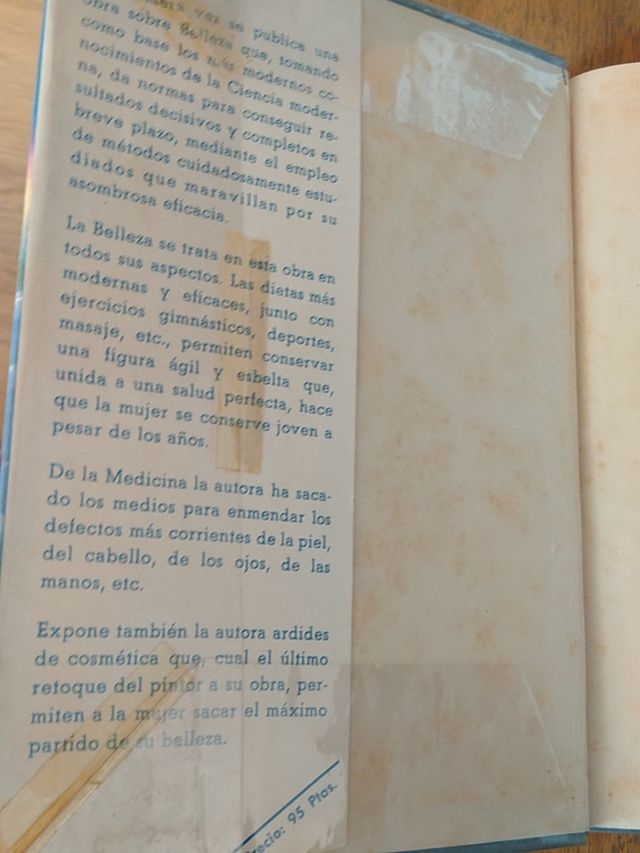 vez se publica una
obra sobre Belleza que, tomando
como base los más modernos co-
nocimientos de la Ciencia moder-
na, da normas para conseguir re-
sultados decisivos y completos en
breve plazo, mediante el empleo
de métodos cuidadosamente estu-
diados que maravillan por su
asombrosa eficacia.
La Belleza se trata en esta obra en
todos sus aspectos. Las dietas más
modernas y eficaces, junto con
ejercicios gimnásticos, deportes,
masaje, etc., permiten conservar
una figura ágil y esbelta que,
unida a una salud perfecta, hace
que la mujer se conserve joven a
pesar de los años.
De la Medicina la autora ha saca-
do los medios para enmendar los
defectos más corrientes de la piel,
del cabello, de los ojos, de las
manos, etc.
Expone también la autora ardides
de cosmética que, cual el último
retoque del pintor a su obra, per-
miten a la mujer sacar el máximo
partido de su belleza.
Precio: 95 Ptas.